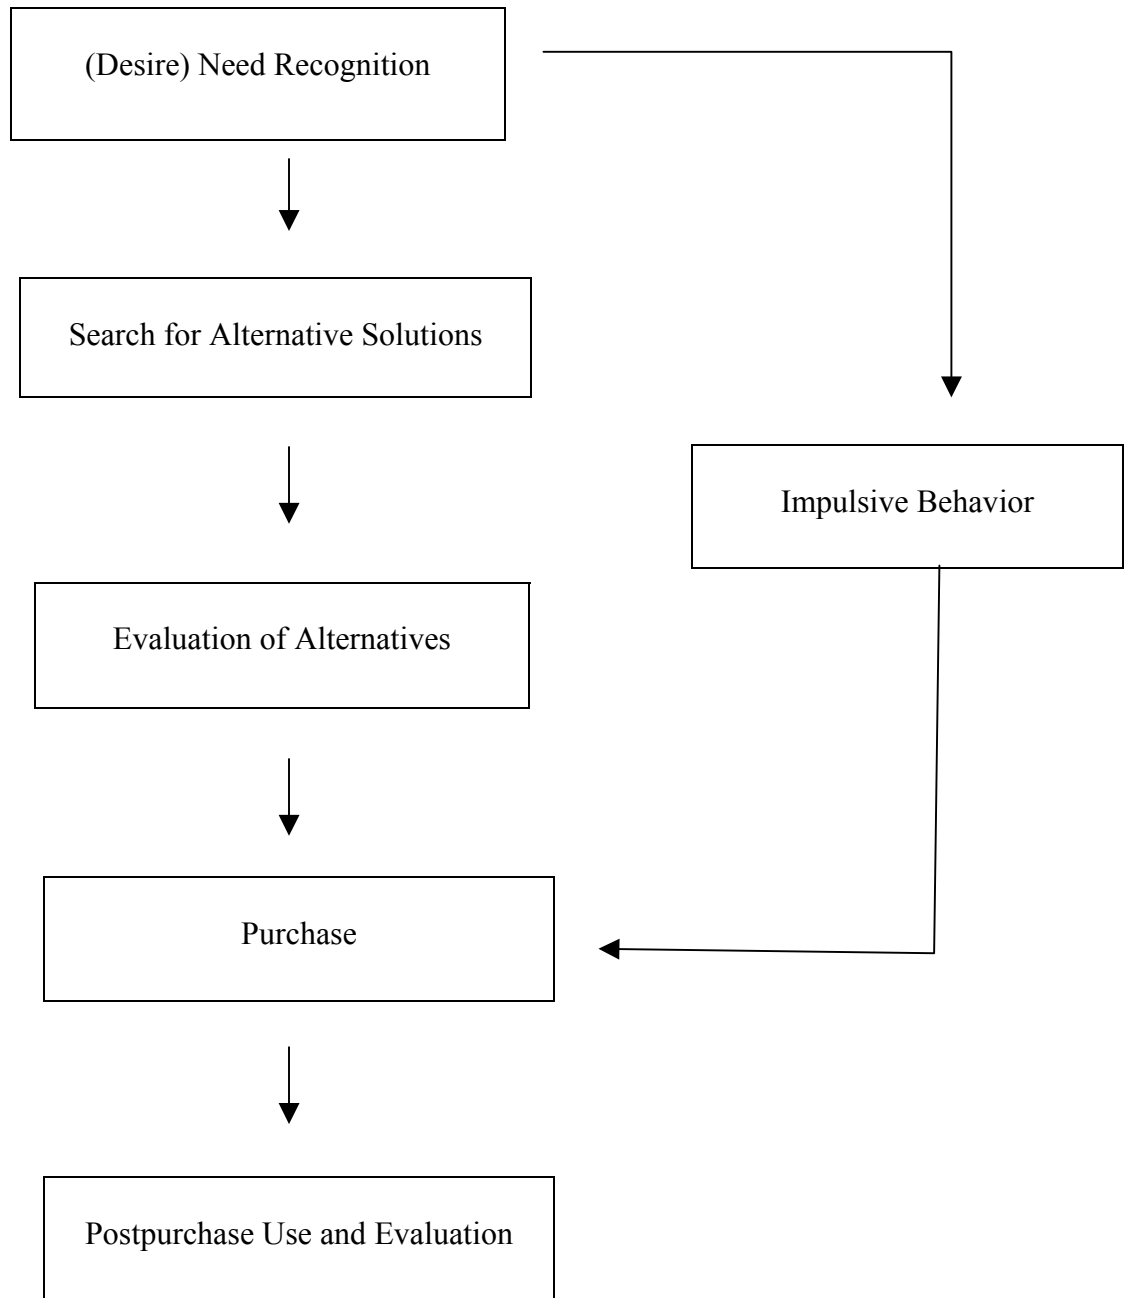 (Desire) Need Recognition
Search for Alternative Solutions
Impulsive Behavior
Evaluation of Alternatives
Purchase
Postpurchase Use and Evaluation